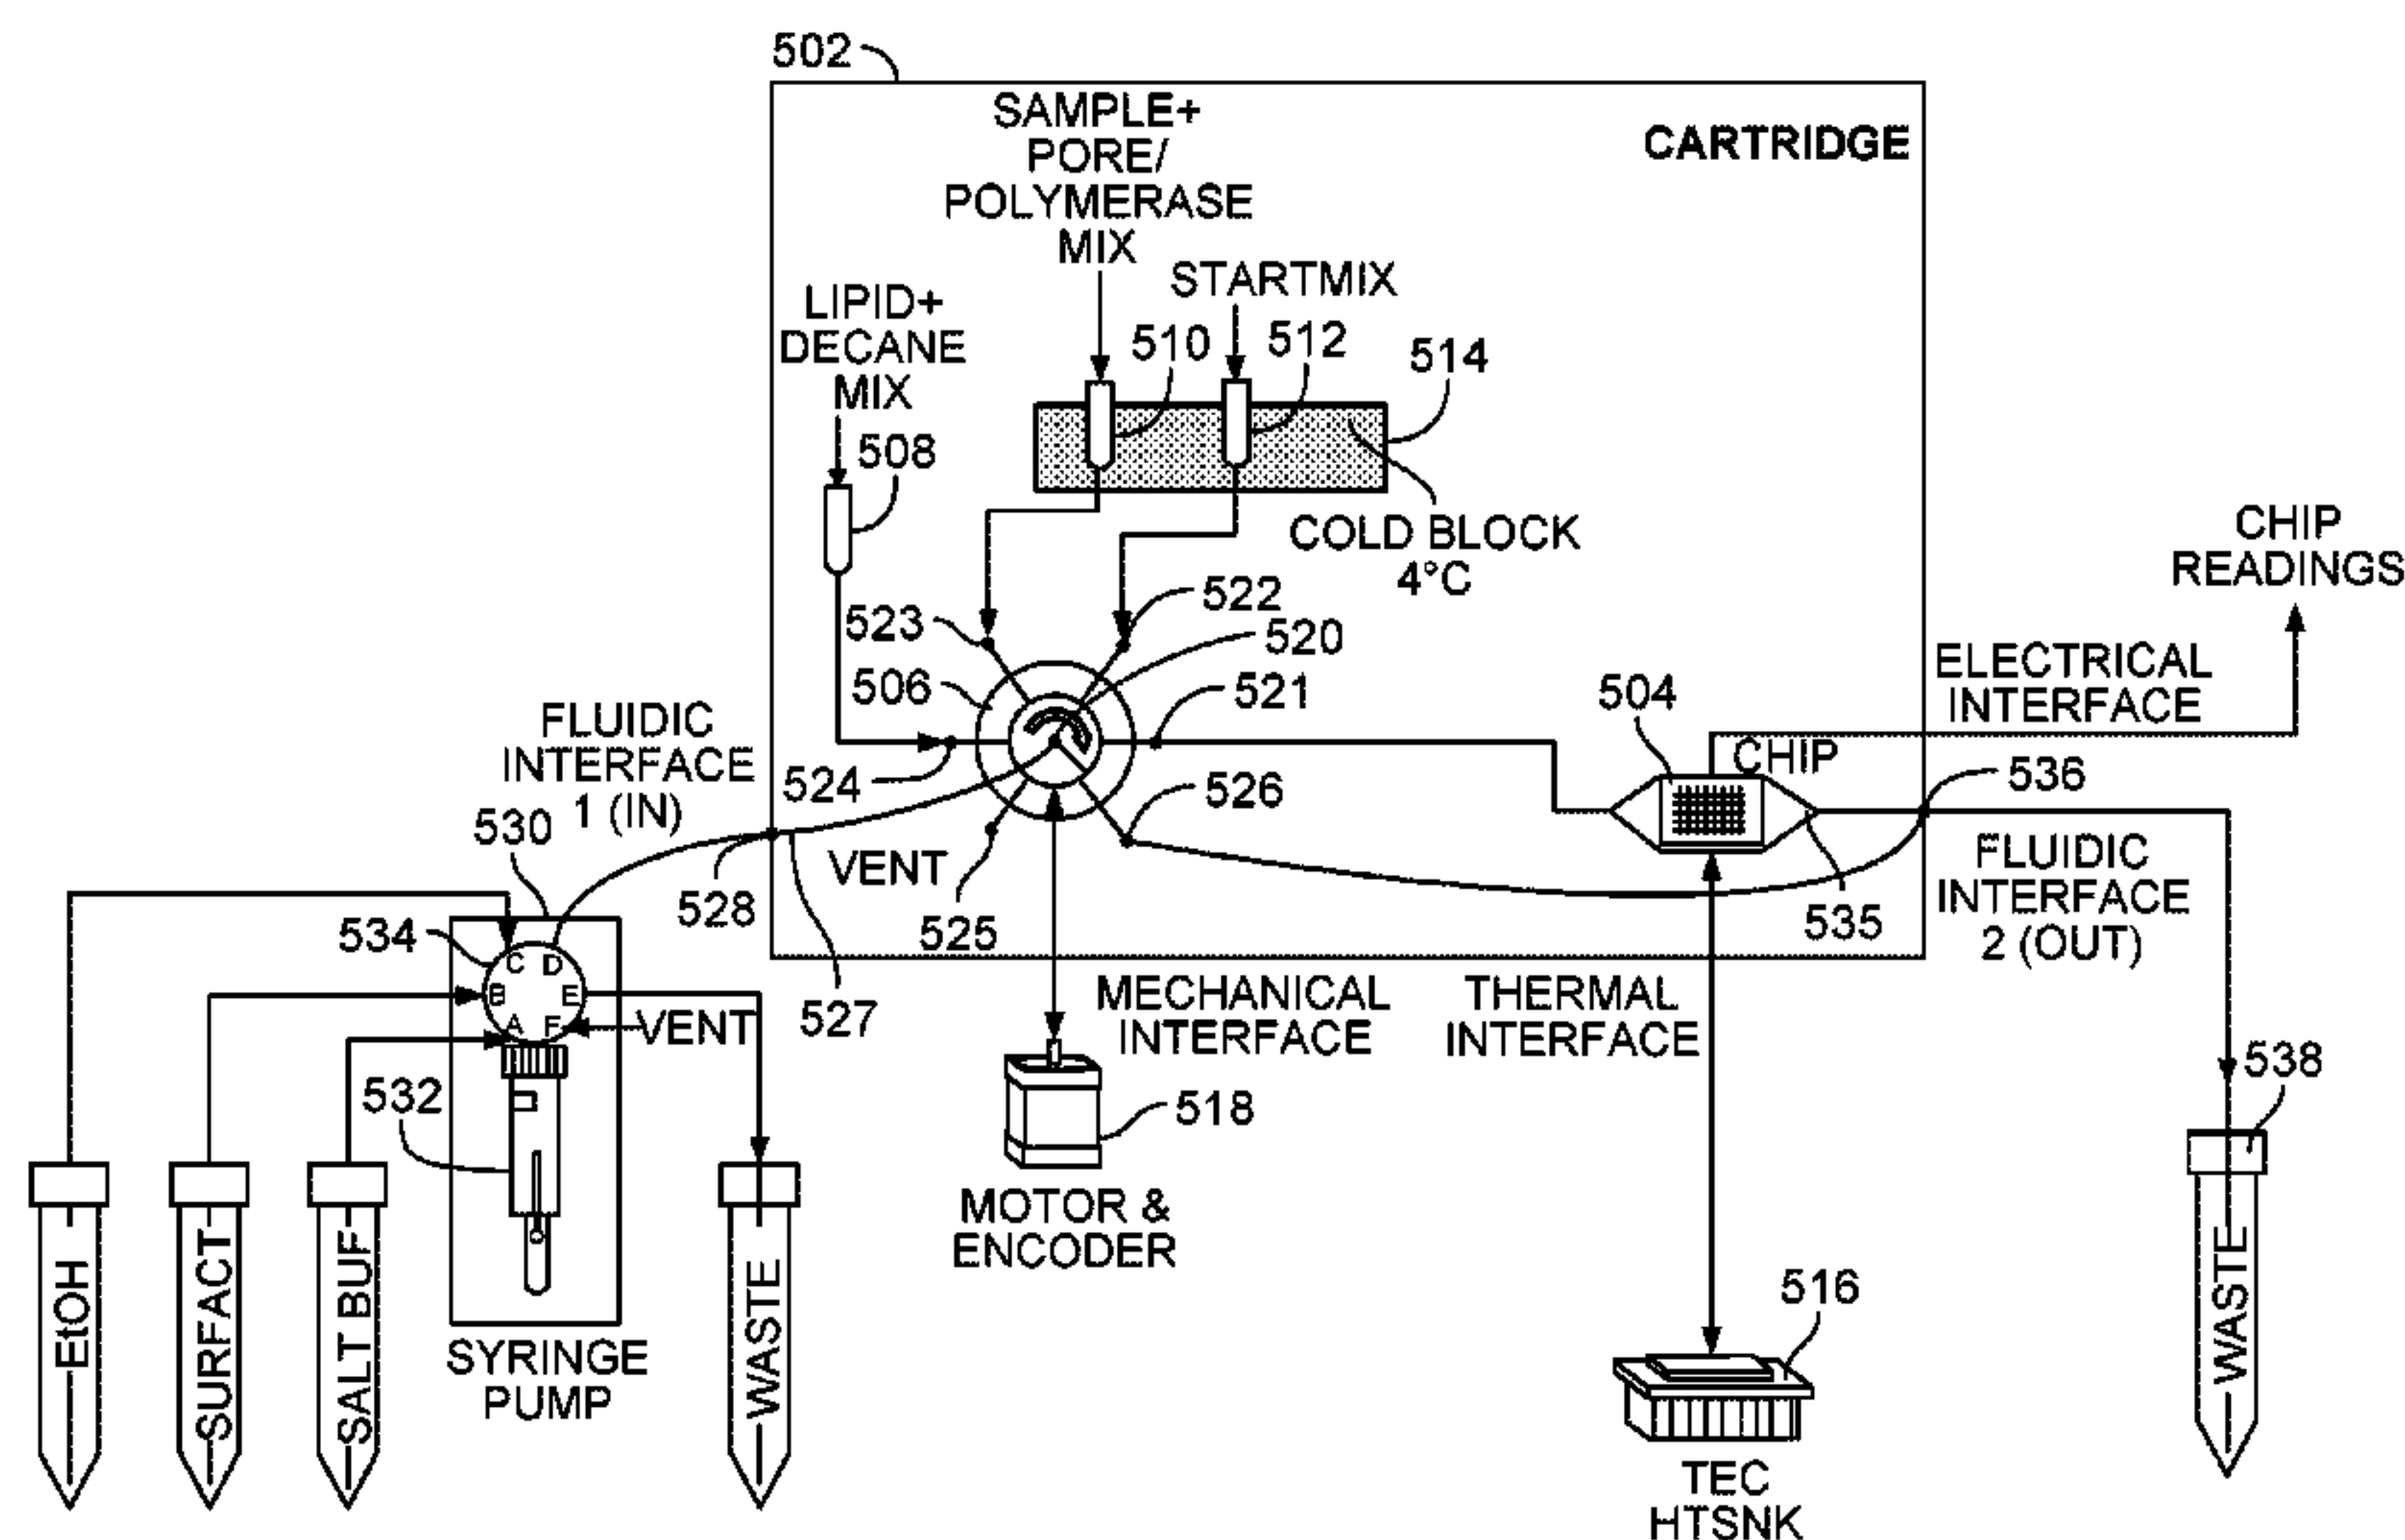 502
SAMPLE+
PORE/
POLYMERASE
MIX
CARTRIDGE
STARTMIX
LIPID+
DECANE
MIX
510
512
514
508
COLD BLOCK
4°C
CHIP
READINGS
523
522
520
506
521
504
ELECTRICAL
INTERFACE
FLUIDIC
INTERFACE
1 (IN)
CHIP
524
526
536
530
VENT
528
525
535
FLUIDIC
INTERFACE
2 (OUT)
534
C D
B E
A F
VENT
527
MECHANICAL
INTERFACE
THERMAL
INTERFACE
532
518
538
MOTOR &
ENCODER
EtOH
SURFACT
SALT BUF
WASTE
WASTE
SYRINGE
PUMP
516
TEC
HTSNK